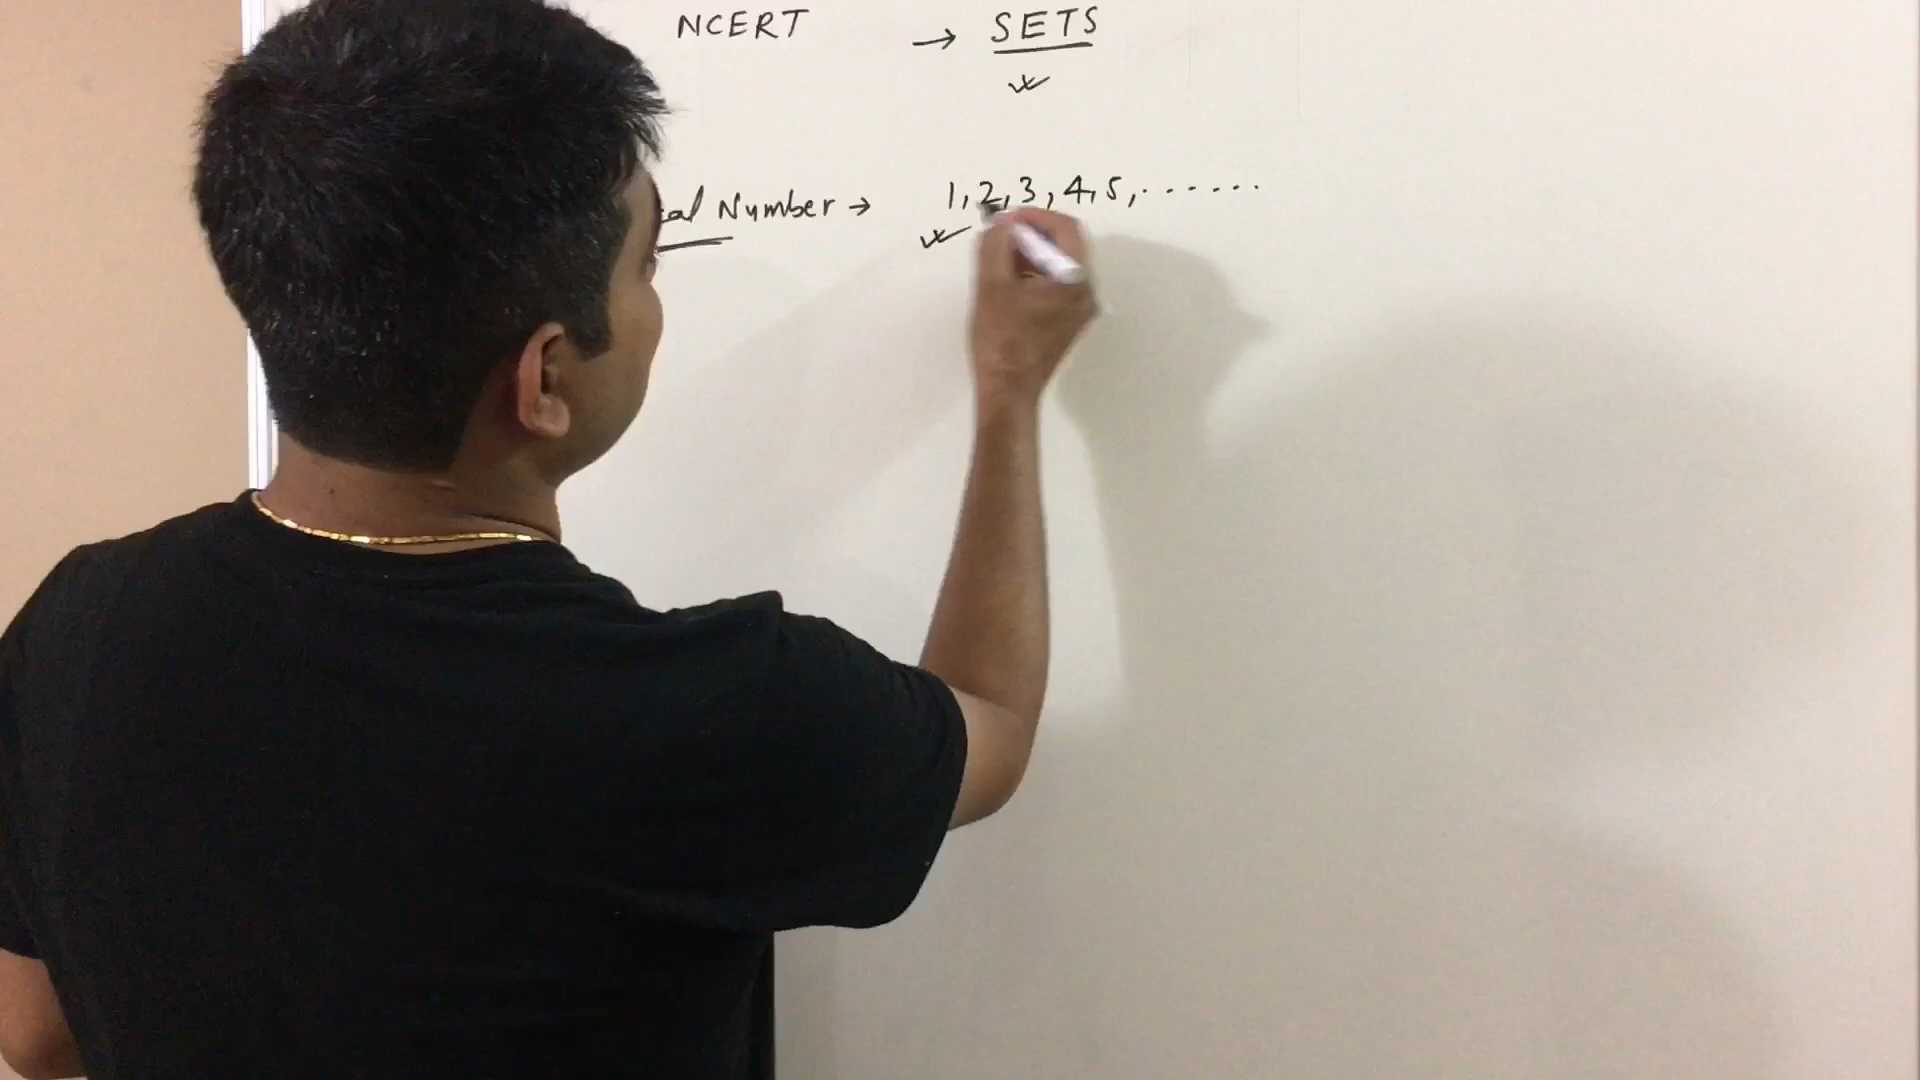 NCERT → SETS
Number → 1, 2, 3, 4, 5, ......